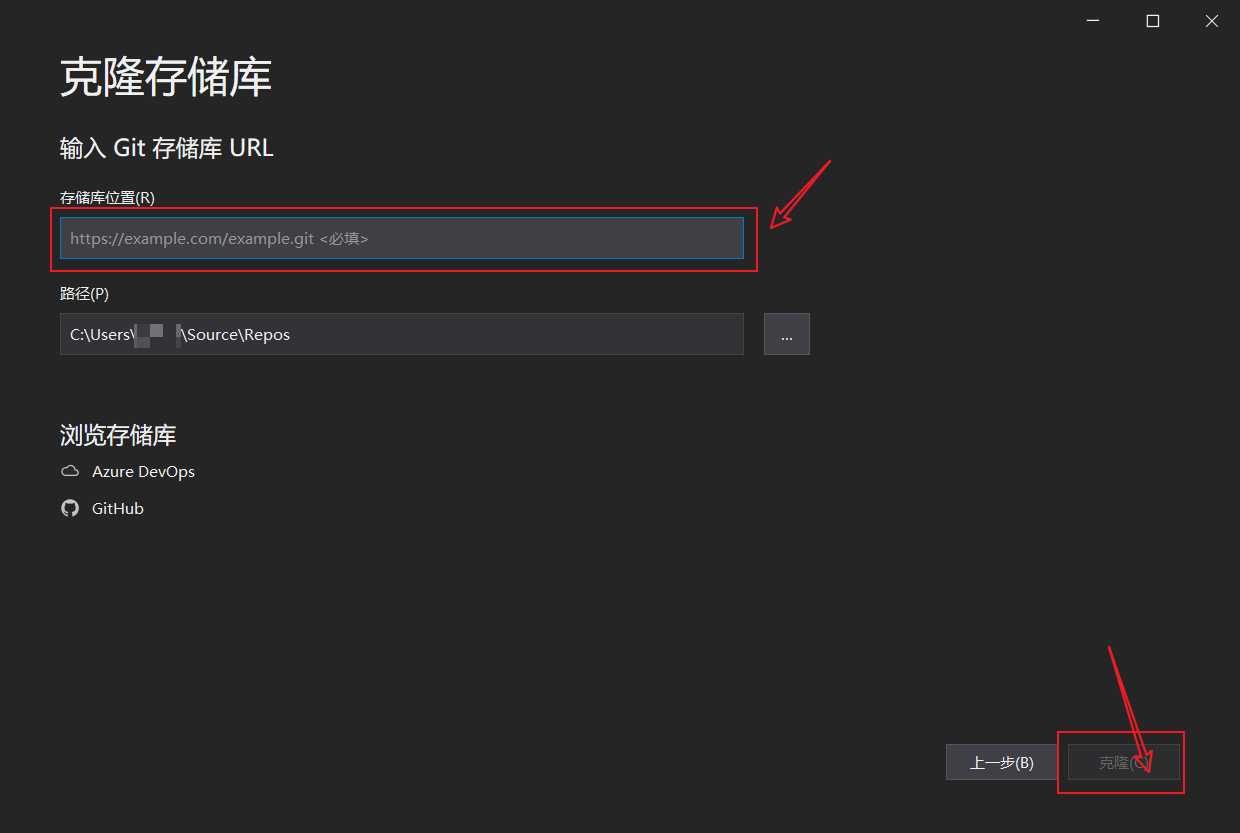 克隆存储库
输入 Git 存储库 URL
存储库位置(R)
https://example.com/example.git <必填>
路径(P)
C:\Users\ \Source\Repos
...
浏览存储库
Azure DevOps
GitHub
上一步(B)
克隆(C)